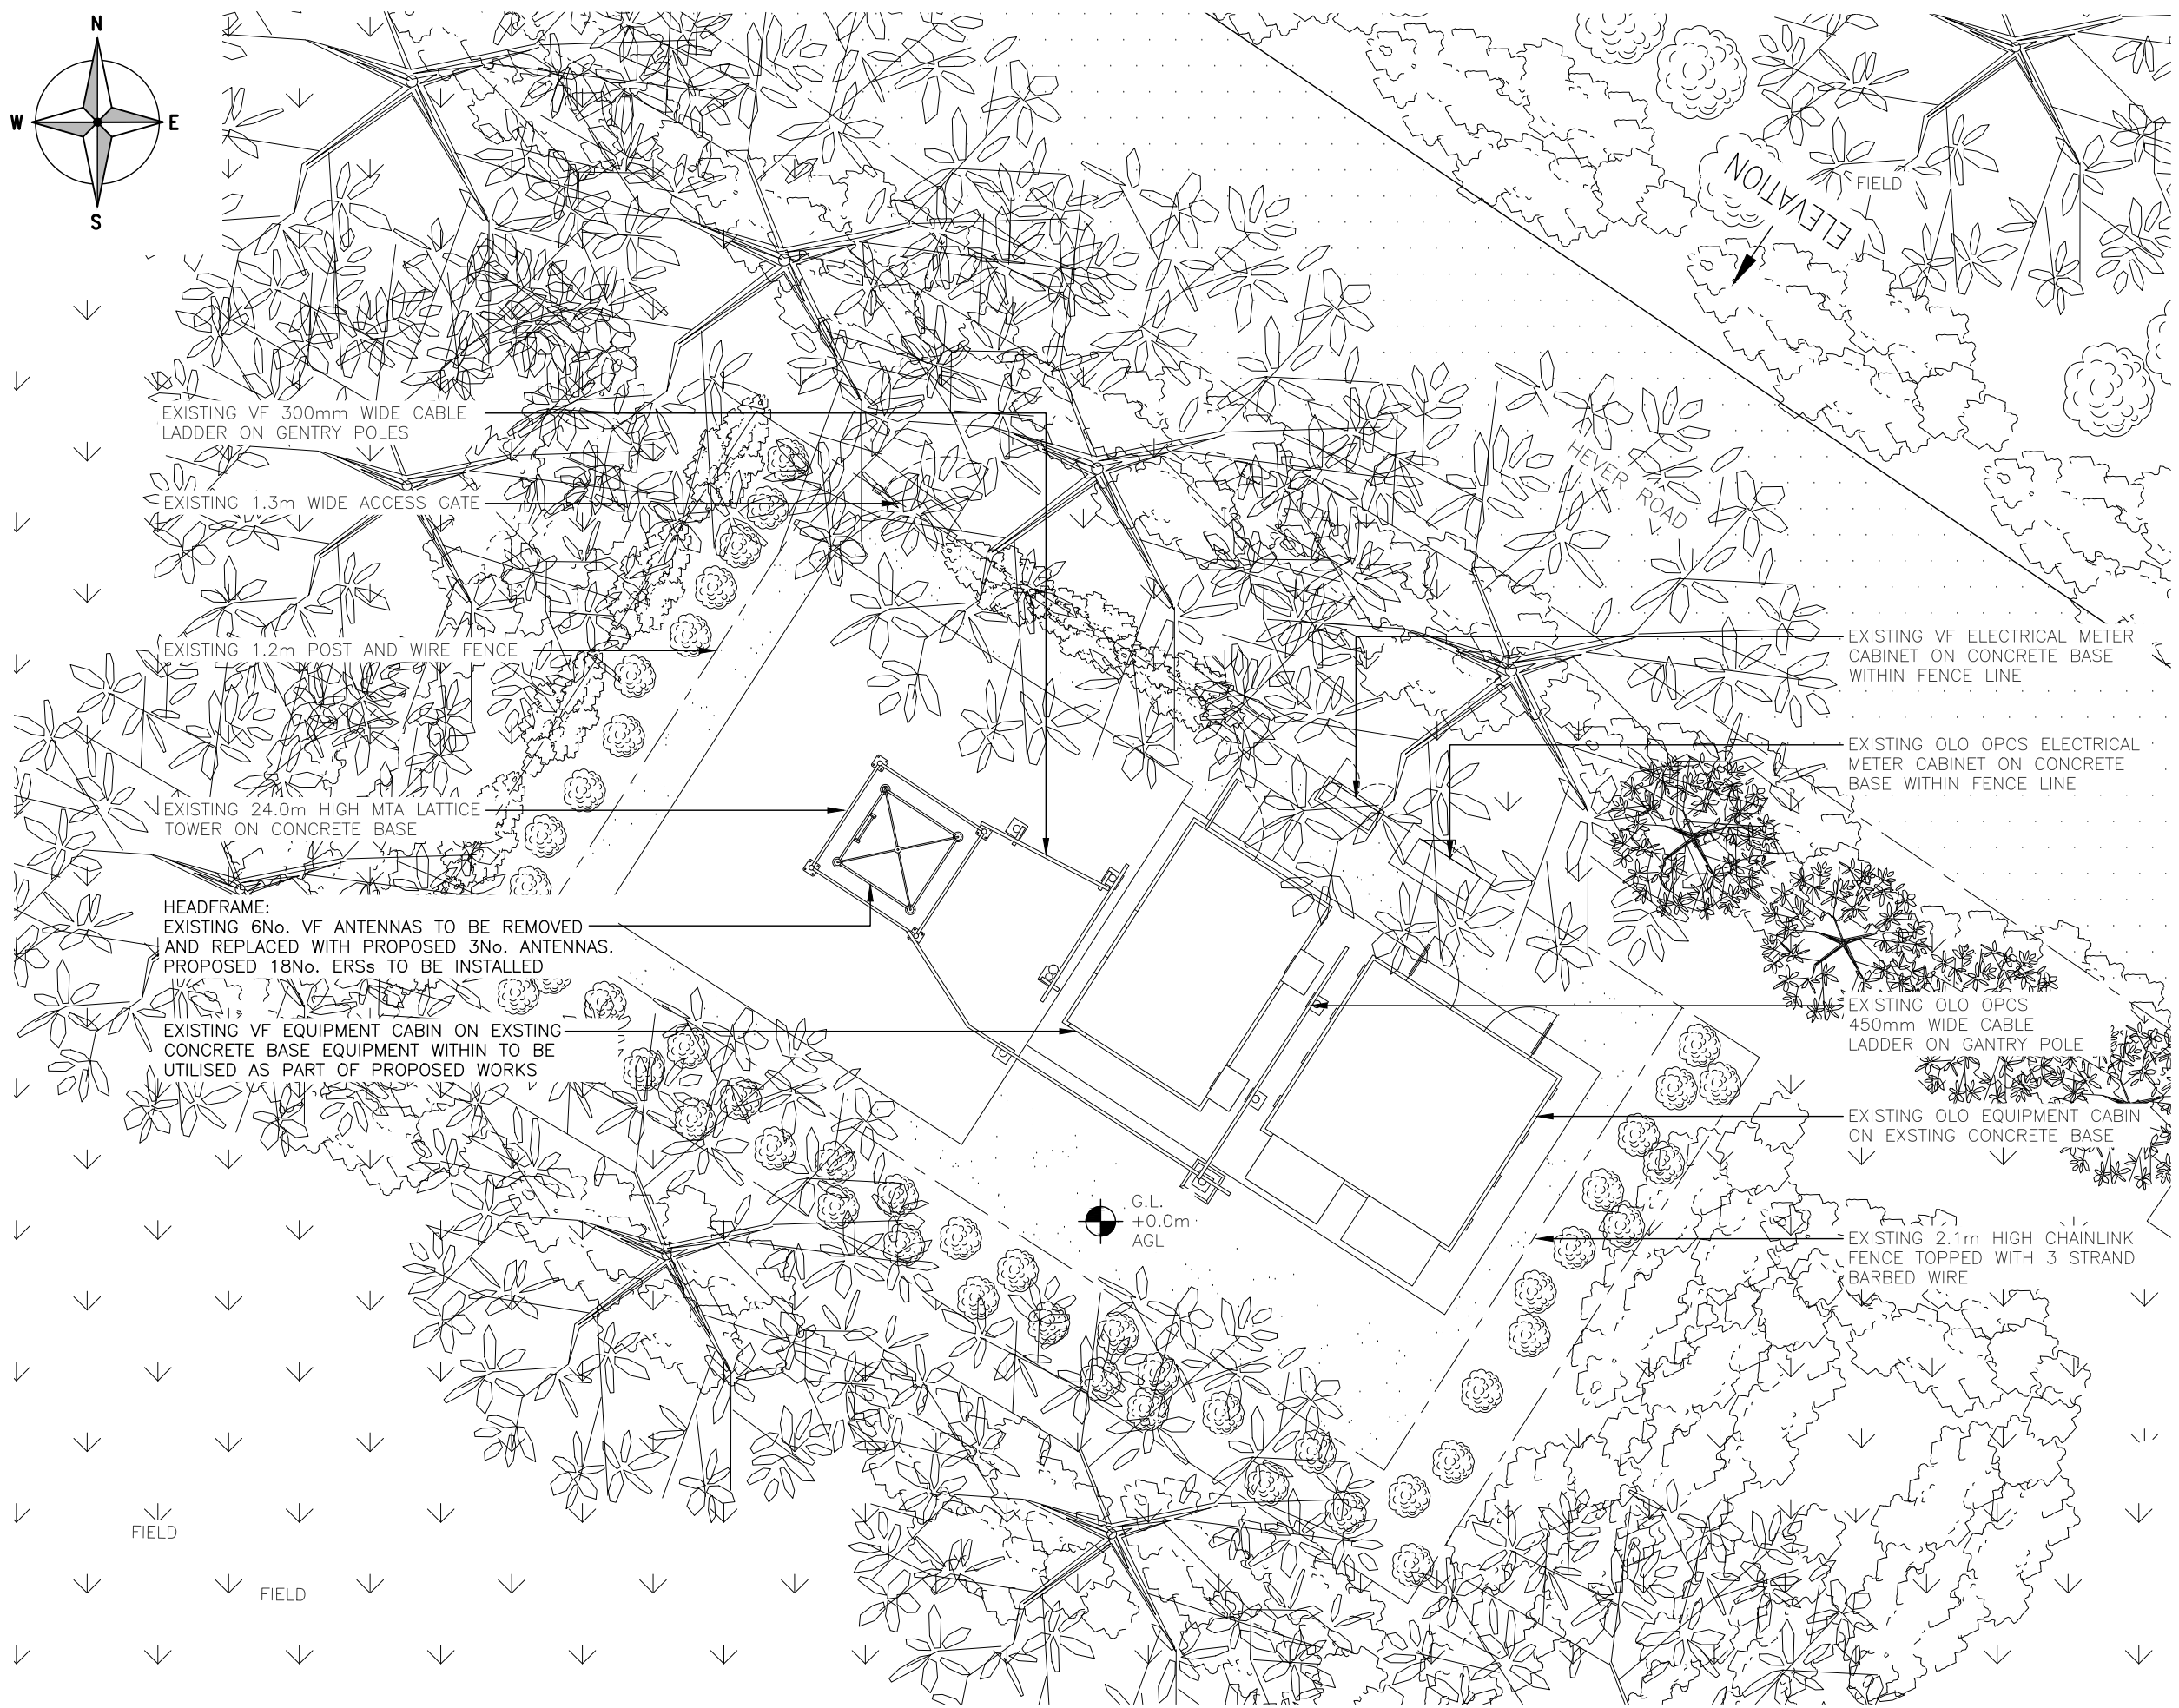 N
W
E
S
ELEVATION
FIELD
HEVER ROAD
EXISTING VF 300mm WIDE CABLE
LADDER ON GENTRY POLES
EXISTING 1.3m WIDE ACCESS GATE
EXISTING 1.2m POST AND WIRE FENCE
EXISTING 24.0m HIGH MTA LATTICE
TOWER ON CONCRETE BASE
HEADFRAME:
EXISTING 6No. VF ANTENNAS TO BE REMOVED
AND REPLACED WITH PROPOSED 3No. ANTENNAS.
PROPOSED 18No. ERSs TO BE INSTALLED
EXISTING VF EQUIPMENT CABIN ON EXSTING
CONCRETE BASE EQUIPMENT WITHIN TO BE
UTILISED AS PART OF PROPOSED WORKS
EXISTING VF ELECTRICAL METER
CABINET ON CONCRETE BASE
WITHIN FENCE LINE
EXISTING OLO OPCS ELECTRICAL
METER CABINET ON CONCRETE
BASE WITHIN FENCE LINE
EXISTING OLO OPCS
450mm WIDE CABLE
LADDER ON GANTRY POLE
EXISTING OLO EQUIPMENT CABIN
ON EXSTING CONCRETE BASE
EXISTING 2.1m HIGH CHAINLINK
FENCE TOPPED WITH 3 STRAND
BARBED WIRE
G.L.
+0.0m
AGL
FIELD
FIELD